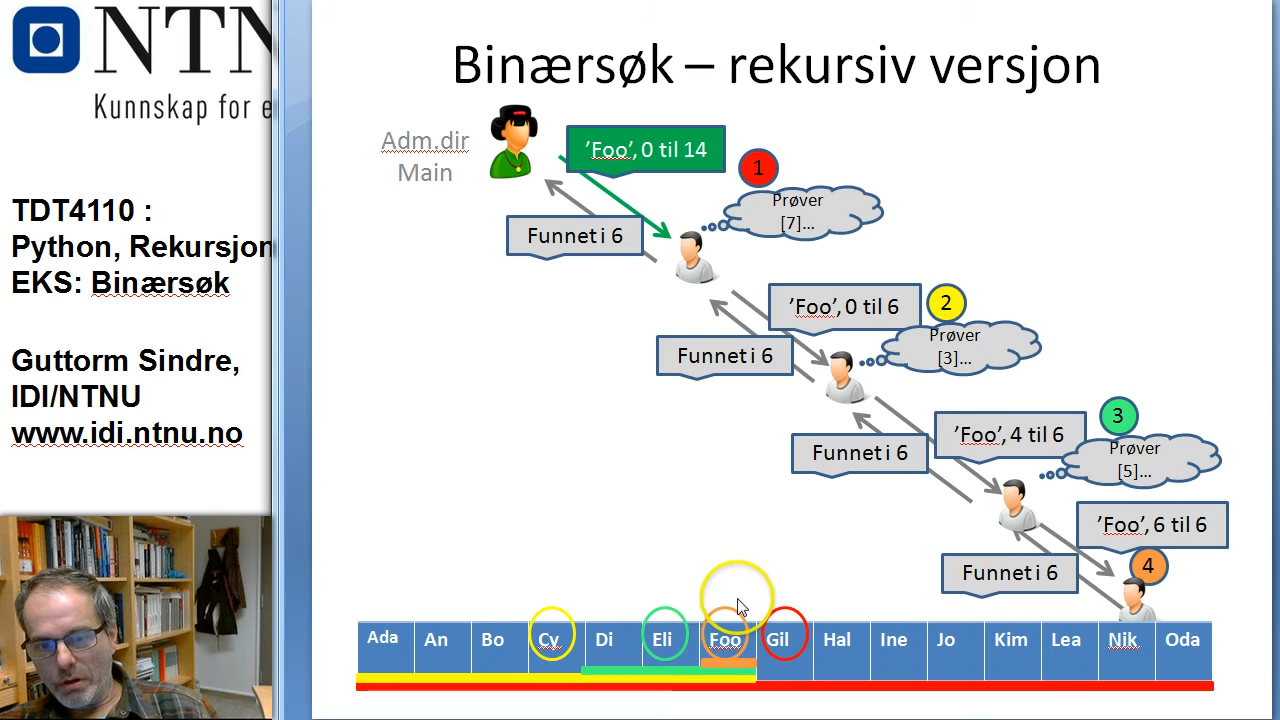 NTN
Kunnskap for e
TDT4110 :
Python, Rekursjon
EKS: Binærsøk
Guttorm Sindre,
IDI/NTNU
www.idi.ntnu.no
Binærsøk – rekursiv versjon
Adm.dir
Main
’Foo’, 0 til 14
1
Prøver
[7]...
Funnet i 6
’Foo’, 0 til 6
2
Prøver
[3]...
Funnet i 6
’Foo’, 4 til 6
3
Prøver
[5]...
Funnet i 6
’Foo’, 6 til 6
4
Funnet i 6
Ada An Bo Cy Di Eli Foo Gil Hal Ine Jo Kim Lea Nik Oda